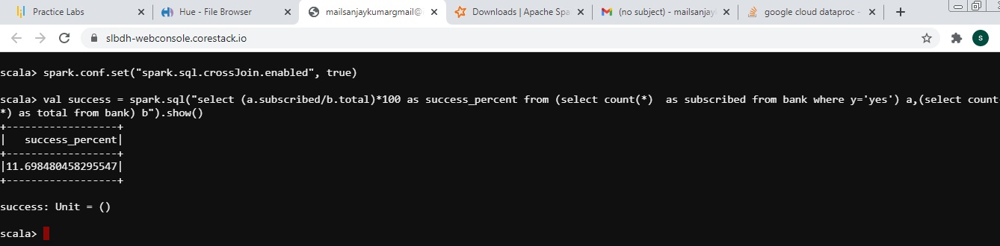 Practice Labs
Hue - File Browser
mailsanjaykumargmail@
Downloads | Apache Spa
(no subject) - mailsanjay
google cloud dataproc -
slbdh-webconsole.corestack.io
S
scala> spark.conf.set("spark.sql.crossJoin.enabled", true)
scala> val success = spark.sql("select (a.subscribed/b.total)*100 as success_percent from (select count(*)  as subscribed from bank where y='yes') a,(select count
*) as total from bank) b").show()
+------------------+
|   success_percent|
+------------------+
|11.698480458295547|
+------------------+
success: Unit = ()
scala>